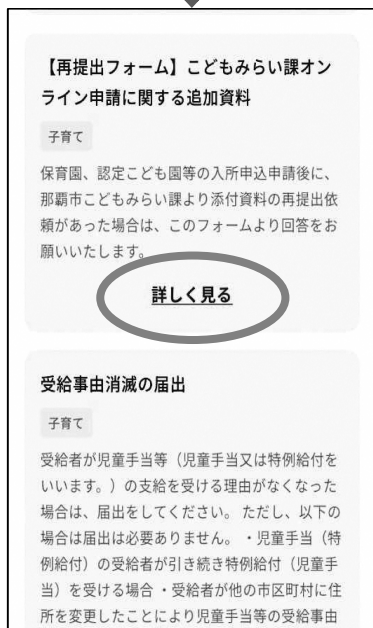 【再提出フォーム】こどもみらい課オン
ライン申請に関する追加資料
子育て
保育園、認定こども園等の入所申込申請後に、
那覇市こどもみらい課より添付資料の再提出依
頼があった場合は、このフォームより回答をお
願いいたします。
詳しく見る
受給事由消滅の届出
子育て
受給者が児童手当等（児童手当又は特例給付を
いいます。）の支給を受ける理由がなくなった
場合は、届出をしてください。 ただし、以下の
場合は届出は必要ありません。 ・児童手当（特
例給付）の受給者が引き続き特例給付（児童手
当）を受ける場合 ・受給者が他の市区町村に住
所を変更したことにより児童手当等の受給事由